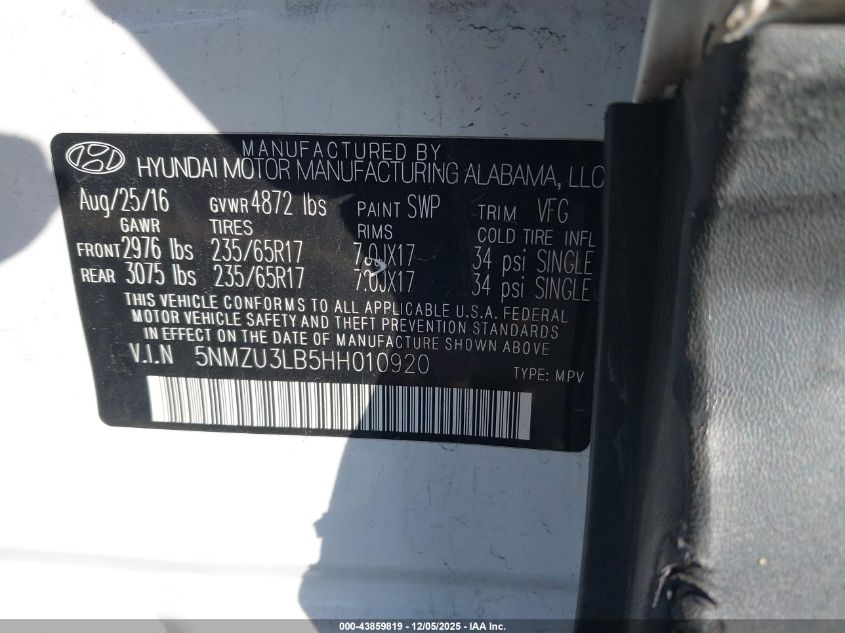 MANUFACTURED BY
HYUNDAI MOTOR MANUFACTURING ALABAMA, LLC
Aug/25/16 GVWR 4872 lbs PAINT SWP TRIM VFG
GAWR TIRES RIMS COLD TIRE INFL
FRONT 2976 lbs 235/65R17 7.0JX17 34 psi SINGLE
REAR 3075 lbs 235/65R17 7.0JX17 34 psi SINGLE
THIS VEHICLE CONFORMS TO ALL APPLICABLE U.S.A. FEDERAL
MOTOR VEHICLE SAFETY AND THEFT PREVENTION STANDARDS
IN EFFECT ON THE DATE OF MANUFACTURE SHOWN ABOVE.
V.I.N 5NMZU3LB5HH010920 TYPE: MPV
000-43859819 - 12/05/2025 - IAA Inc.